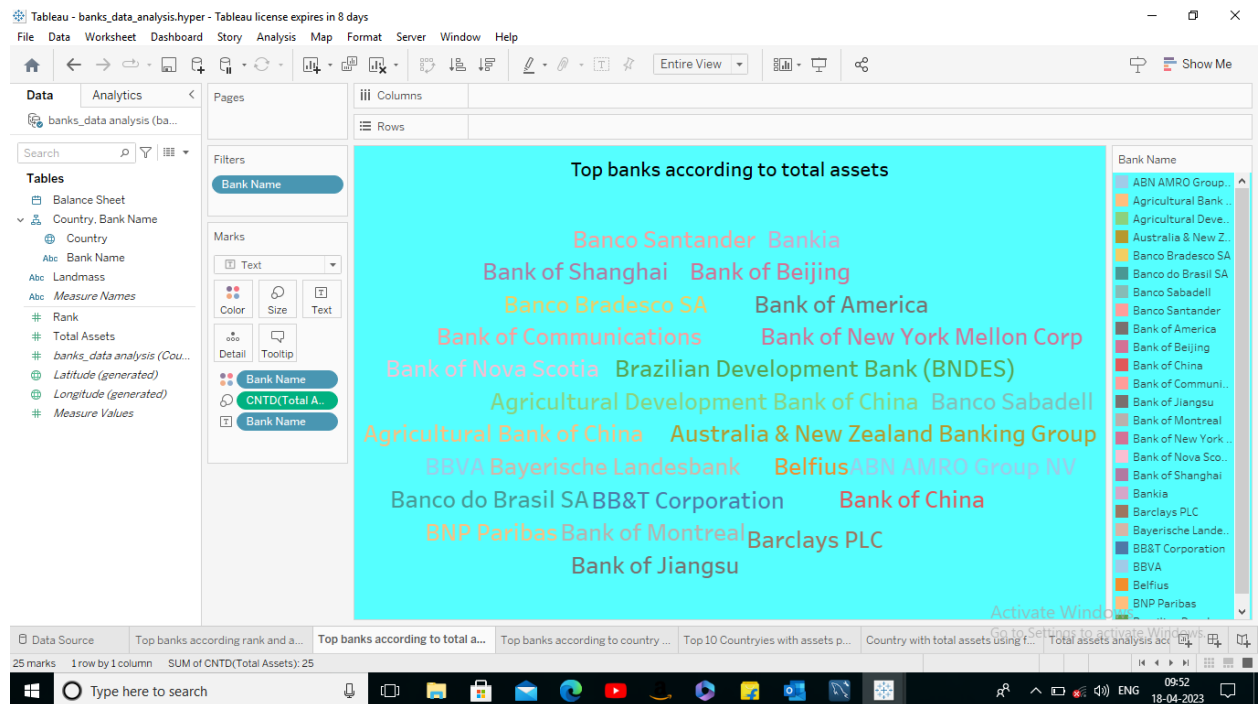 Tableau - banks_data_analysis.hyper - Tableau license expires in 8 days
File Data Worksheet Dashboard Story Analysis Map Format Server Window Help
Entire View
Show Me
Data Analytics
banks_data analysis (ba...
Search
Tables
Balance Sheet
Country, Bank Name
Country
Abc Bank Name
Abc Landmass
Abc Measure Names
# Rank
# Total Assets
# banks_data analysis (Cou...
Latitude (generated)
Longitude (generated)
# Measure Values
Pages
Filters
Bank Name
Marks
T Text
Color Size Text
Detail Tooltip
Bank Name
CNTD(Total A..
Bank Name
iii Columns
Rows
Top banks according to total assets
Banco Santander Bankia
Bank of Shanghai Bank of Beijing
Banco Bradesco SA Bank of America
Bank of Communications Bank of New York Mellon Corp
Bank of Nova Scotia Brazilian Development Bank (BNDES)
Agricultural Development Bank of China Banco Sabadell
Agricultural Bank of China Australia & New Zealand Banking Group
BBVA Bayerische Landesbank Belfius ABN AMRO Group NV
Banco do Brasil SA BB&T Corporation Bank of China
BNP Paribas Bank of Montreal Barclays PLC
Bank of Jiangsu
Bank Name
ABN AMRO Group..
Agricultural Bank ..
Agricultural Deve..
Australia & New Z..
Banco Bradesco SA
Banco do Brasil SA
Banco Sabadell
Banco Santander
Bank of America
Bank of Beijing
Bank of China
Bank of Communi..
Bank of Jiangsu
Bank of Montreal
Bank of New York ..
Bank of Nova Sco..
Bank of Shanghai
Bankia
Barclays PLC
Bayerische Lande..
BB&T Corporation
BBVA
Belfius
BNP Paribas
Activate Windows
Go to Settings to activate Windows.
Data Source Top banks according rank and a... Top banks according to total a... Top banks according to country ... Top 10 Countryies with assets p... Country with total assets using f... Total assets analysis acc
25 marks 1 row by 1 column SUM of CNTD(Total Assets): 25
Type here to search
ENG
09:52
18-04-2023